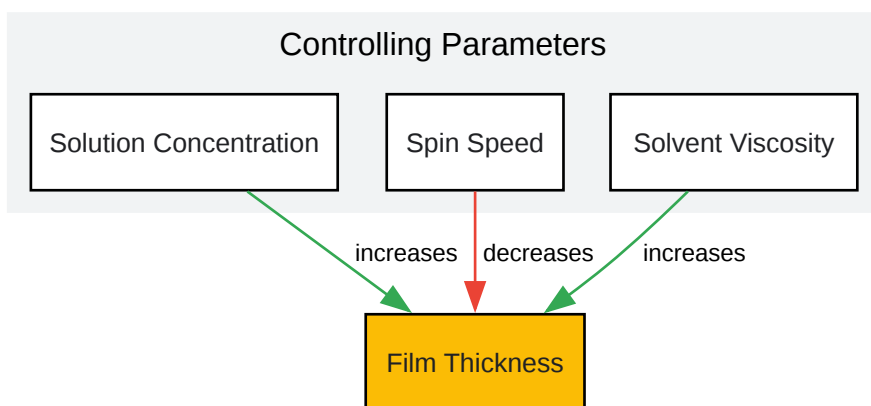 Controlling Parameters
Solution Concentration
Spin Speed
Solvent Viscosity
increases
decreases
increases
Film Thickness